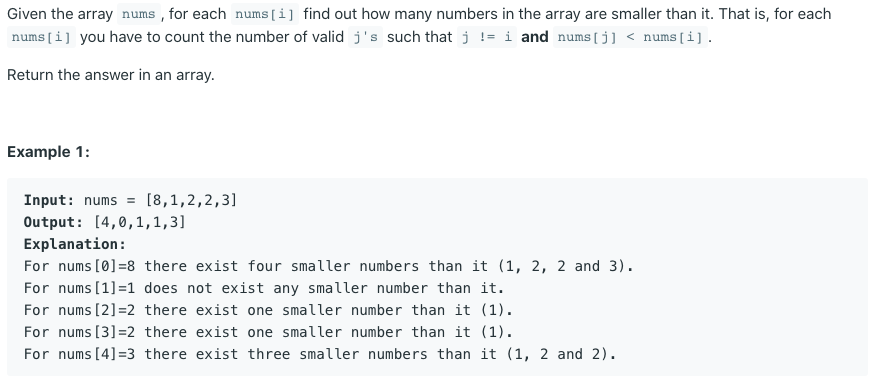 Given the array nums , for each nums[i] find out how many numbers in the array are smaller than it. That is, for each
nums[i] you have to count the number of valid j's such that j != i and nums[j] < nums[i] .
Return the answer in an array.
Example 1:
Input: nums = [8,1,2,2,3]
Output: [4,0,1,1,3]
Explanation:
For nums[0]=8 there exist four smaller numbers than it (1, 2, 2 and 3).
For nums[1]=1 does not exist any smaller number than it.
For nums[2]=2 there exist one smaller number than it (1).
For nums[3]=2 there exist one smaller number than it (1).
For nums[4]=3 there exist three smaller numbers than it (1, 2 and 2).